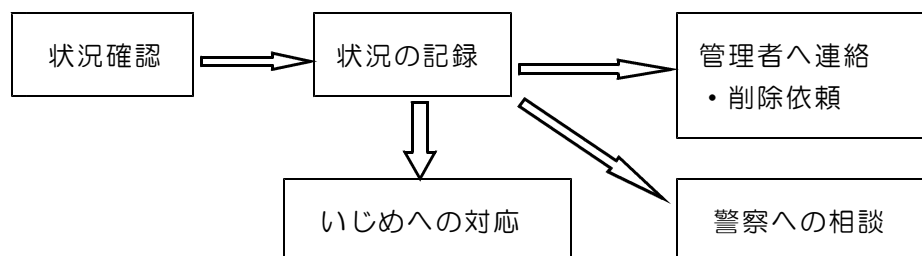 状況確認
状況の記録
管理者へ連絡
・削除依頼
いじめへの対応
警察への相談